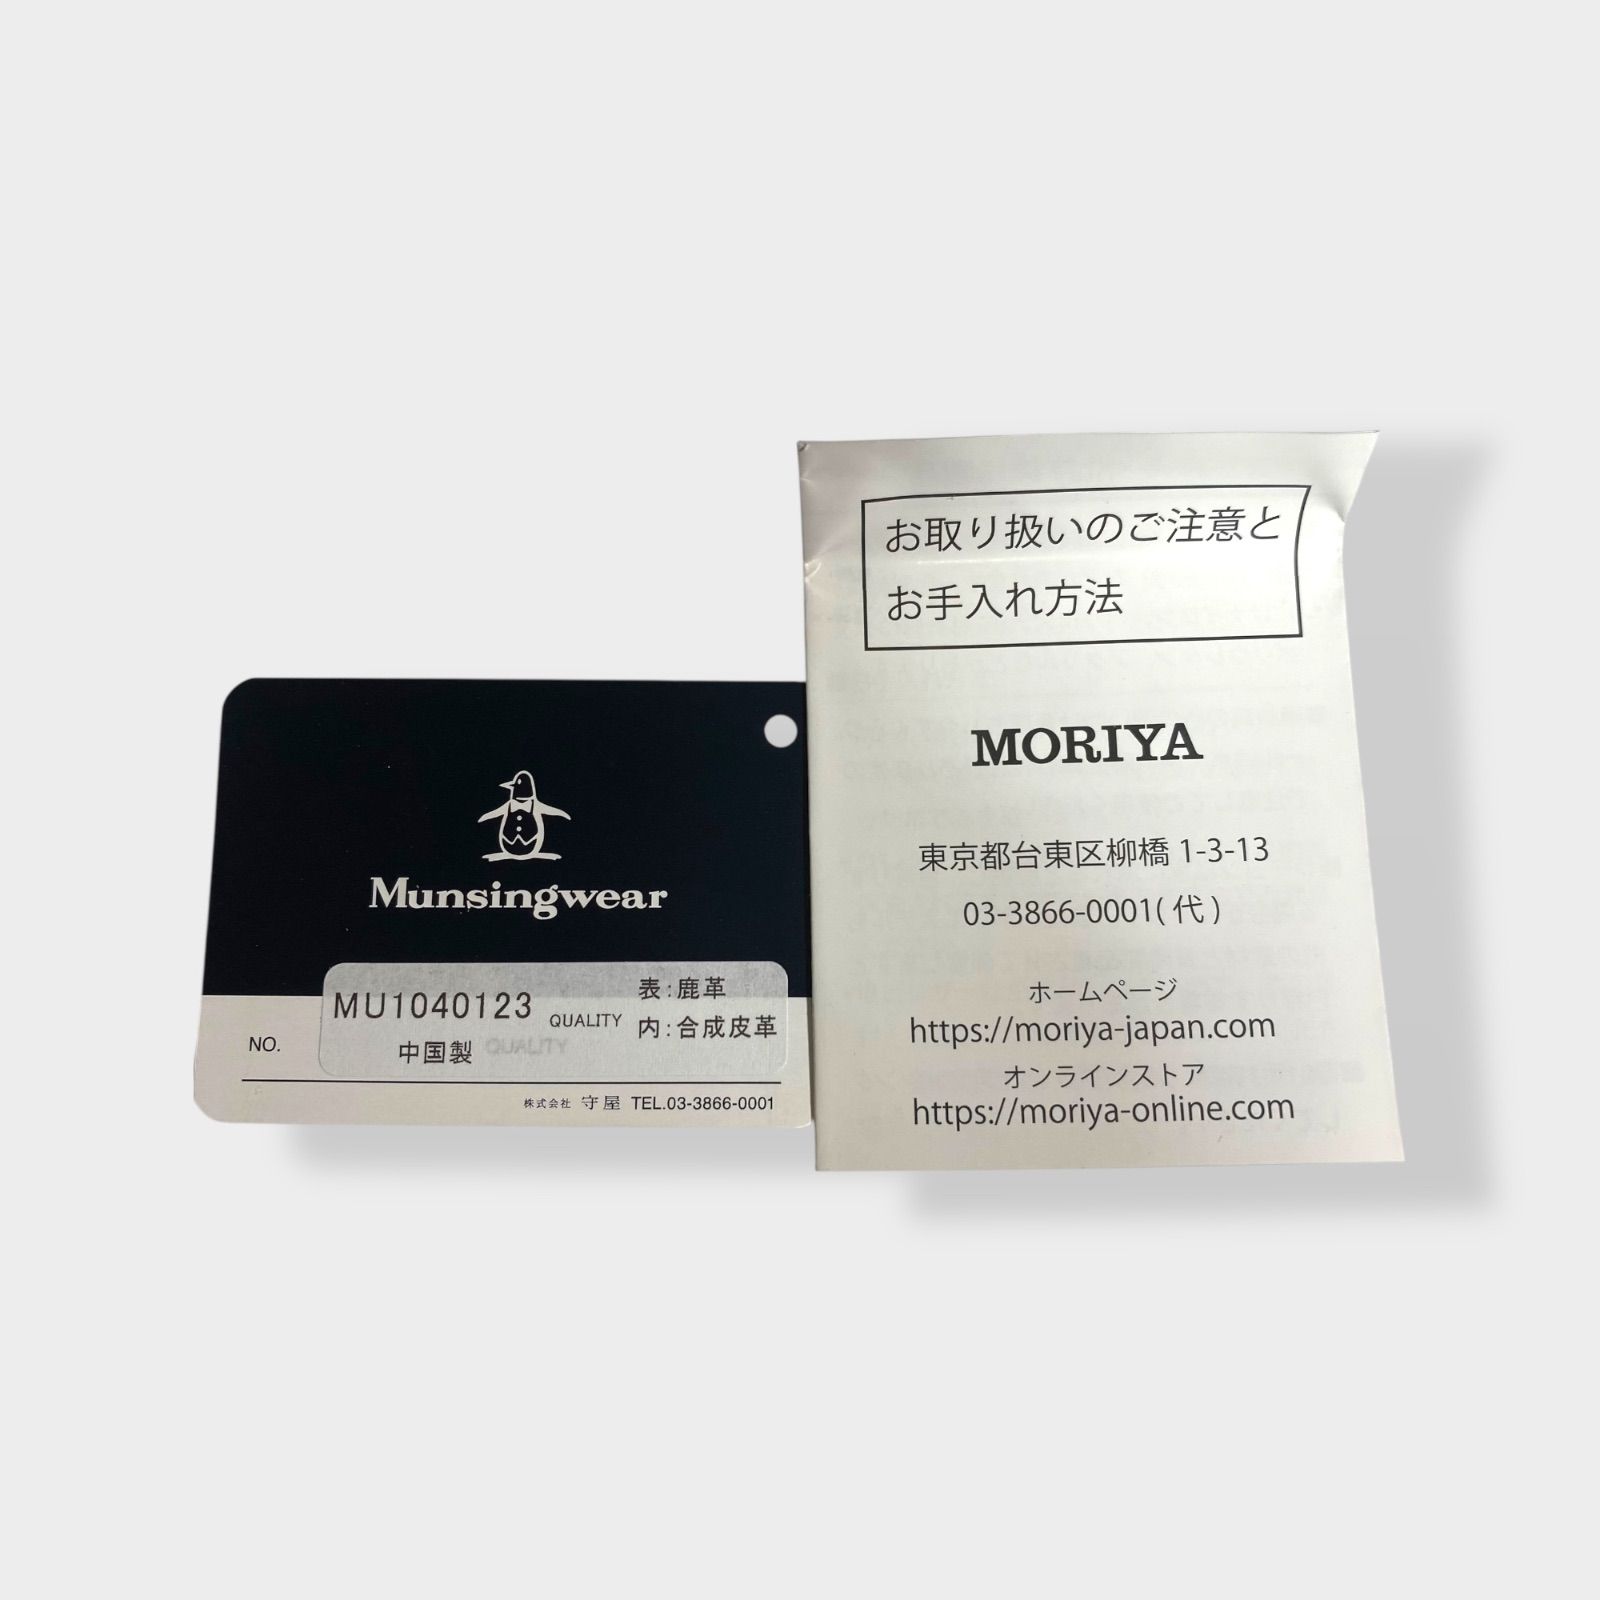 Munsingwear
MU1040123
中国製
QUALITY
QUALITY
表:鹿革
内:合成皮革
NO.
株式会社 守屋 TEL.03-3866-0001
お取り扱いのご注意と
お手入れ方法
MORIYA
東京都台東区柳橋 1-3-13
03-3866-0001(代)
ホームページ
https://moriya-japan.com
オンラインストア
https://moriya-online.com